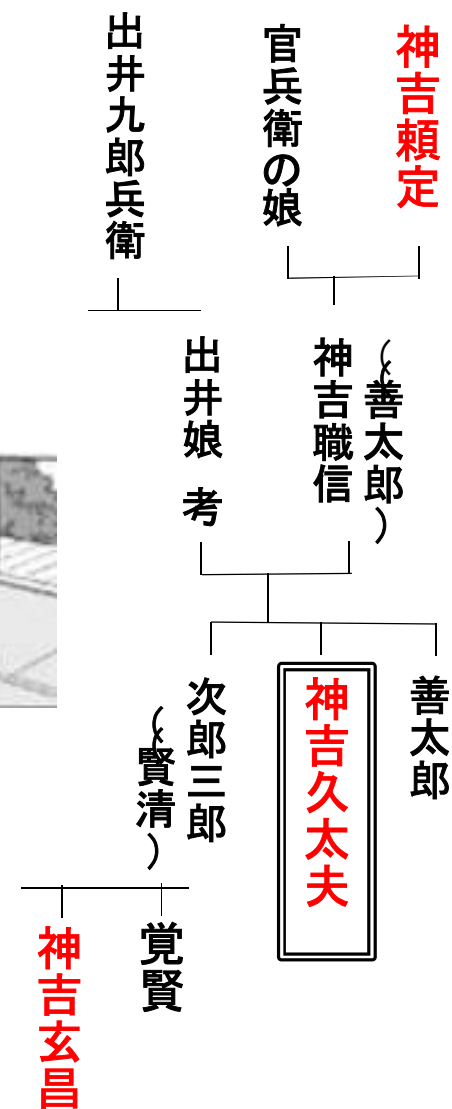 神吉頼定
官兵衛の娘
出井九郎兵衛
（善太郎）
神吉職信
出井娘 考
善太郎
神吉久太夫
次郎三郎
（賢清）
覚賢
神吉玄昌